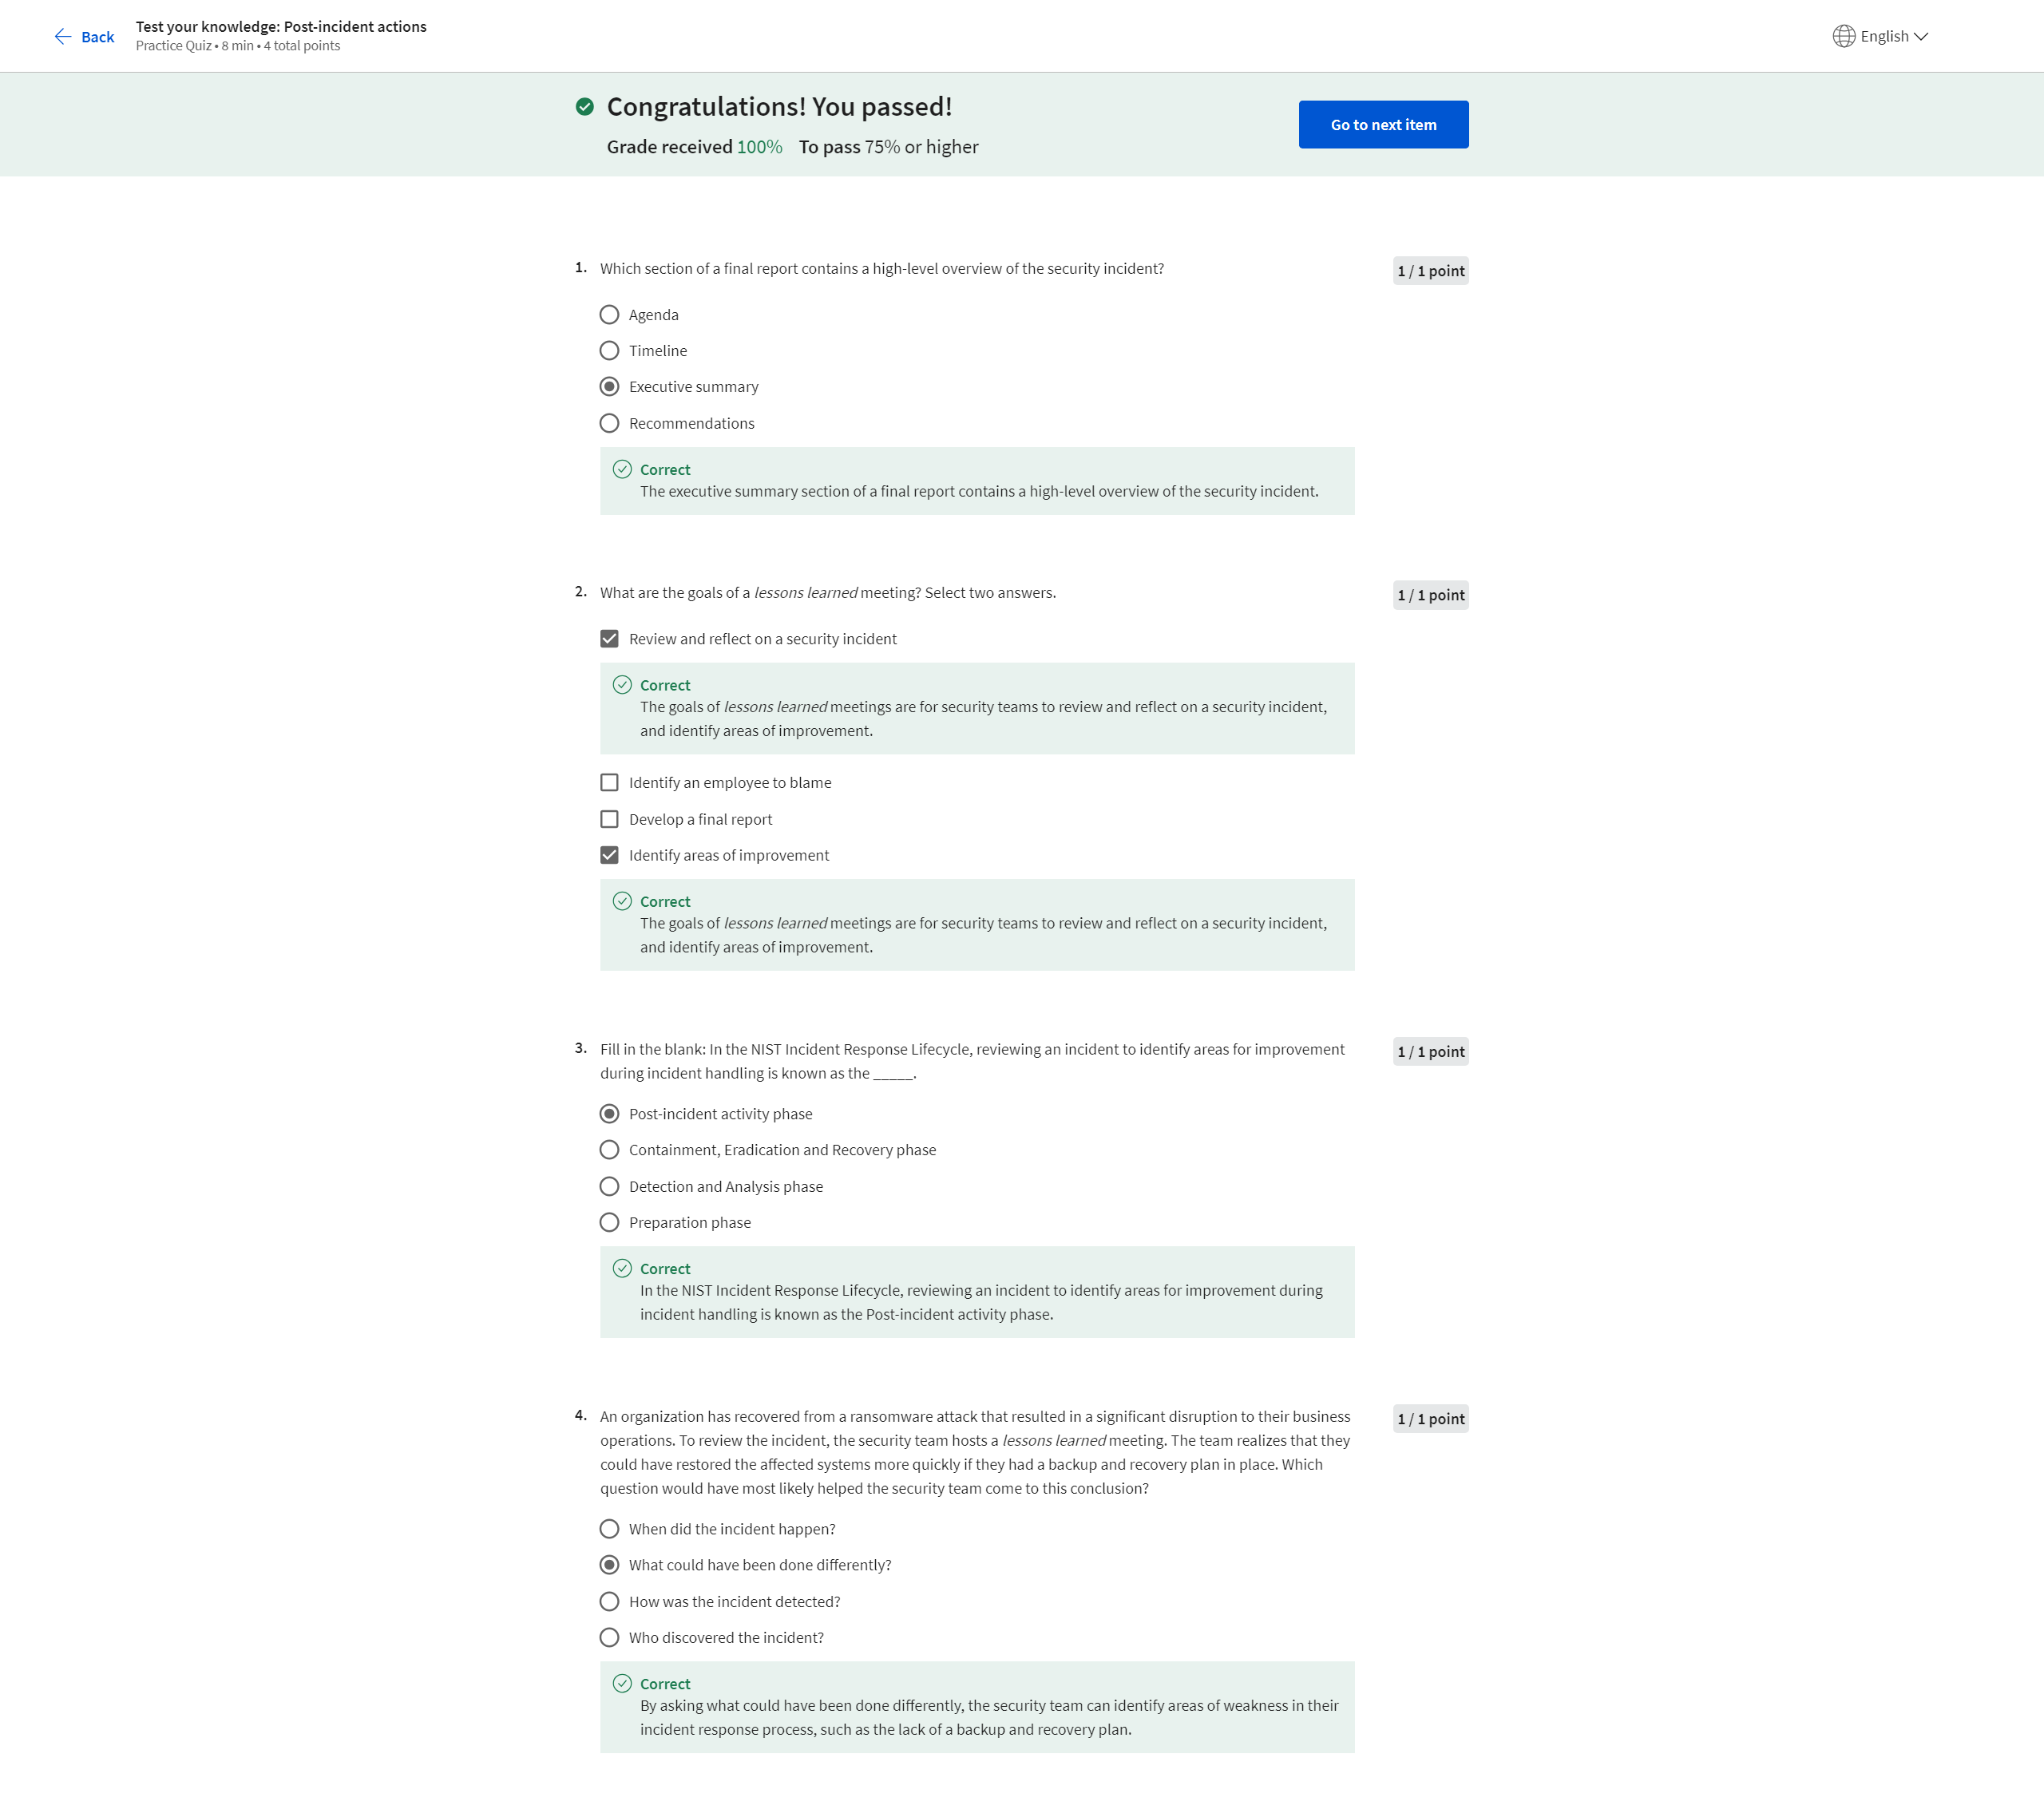 Back
Test your knowledge: Post-incident actions
Practice Quiz • 8 min • 4 total points
English
Congratulations! You passed!
Grade received 100% To pass 75% or higher
Go to next item
1. Which section of a final report contains a high-level overview of the security incident?
1 / 1 point
Agenda
Timeline
Executive summary
Recommendations
Correct
The executive summary section of a final report contains a high-level overview of the security incident.
2. What are the goals of a lessons learned meeting? Select two answers.
1 / 1 point
Review and reflect on a security incident
Correct
The goals of lessons learned meetings are for security teams to review and reflect on a security incident,
and identify areas of improvement.
Identify an employee to blame
Develop a final report
Identify areas of improvement
Correct
The goals of lessons learned meetings are for security teams to review and reflect on a security incident,
and identify areas of improvement.
3. Fill in the blank: In the NIST Incident Response Lifecycle, reviewing an incident to identify areas for improvement
during incident handling is known as the _____.
1 / 1 point
Post-incident activity phase
Containment, Eradication and Recovery phase
Detection and Analysis phase
Preparation phase
Correct
In the NIST Incident Response Lifecycle, reviewing an incident to identify areas for improvement during
incident handling is known as the Post-incident activity phase.
4. An organization has recovered from a ransomware attack that resulted in a significant disruption to their business
operations. To review the incident, the security team hosts a lessons learned meeting. The team realizes that they
could have restored the affected systems more quickly if they had a backup and recovery plan in place. Which
question would have most likely helped the security team come to this conclusion?
1 / 1 point
When did the incident happen?
What could have been done differently?
How was the incident detected?
Who discovered the incident?
Correct
By asking what could have been done differently, the security team can identify areas of weakness in their
incident response process, such as the lack of a backup and recovery plan.